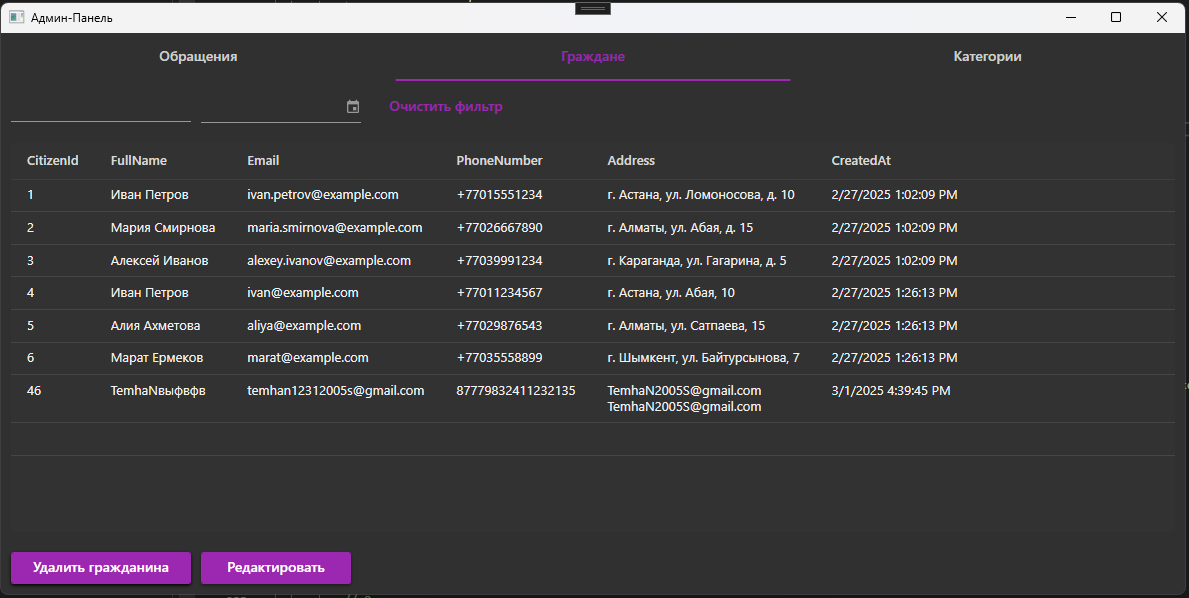 Админ-Панель
Обращения Граждане Категории
Очистить фильтр
CitizenId FullName Email PhoneNumber Address CreatedAt
1 Иван Петров ivan.petrov@example.com +77015551234 г. Астана, ул. Ломоносова, д. 10 2/27/2025 1:02:09 PM
2 Мария Смирнова maria.smirnova@example.com +77026667890 г. Алматы, ул. Абая, д. 15 2/27/2025 1:02:09 PM
3 Алексей Иванов alexey.ivanov@example.com +77039991234 г. Караганда, ул. Гагарина, д. 5 2/27/2025 1:02:09 PM
4 Иван Петров ivan@example.com +77011234567 г. Астана, ул. Абая, 10 2/27/2025 1:26:13 PM
5 Алия Ахметова aliya@example.com +77029876543 г. Алматы, ул. Сатпаева, 15 2/27/2025 1:26:13 PM
6 Марат Ермеков marat@example.com +77035558899 г. Шымкент, ул. Байтурсынова, 7 2/27/2025 1:26:13 PM
46 TemhaNвыфвфв temhan12312005s@gmail.com 87779832411232135 TemhaN2005S@gmail.com 3/1/2025 4:39:45 PM
TemhaN2005S@gmail.com
Удалить гражданина Редактировать